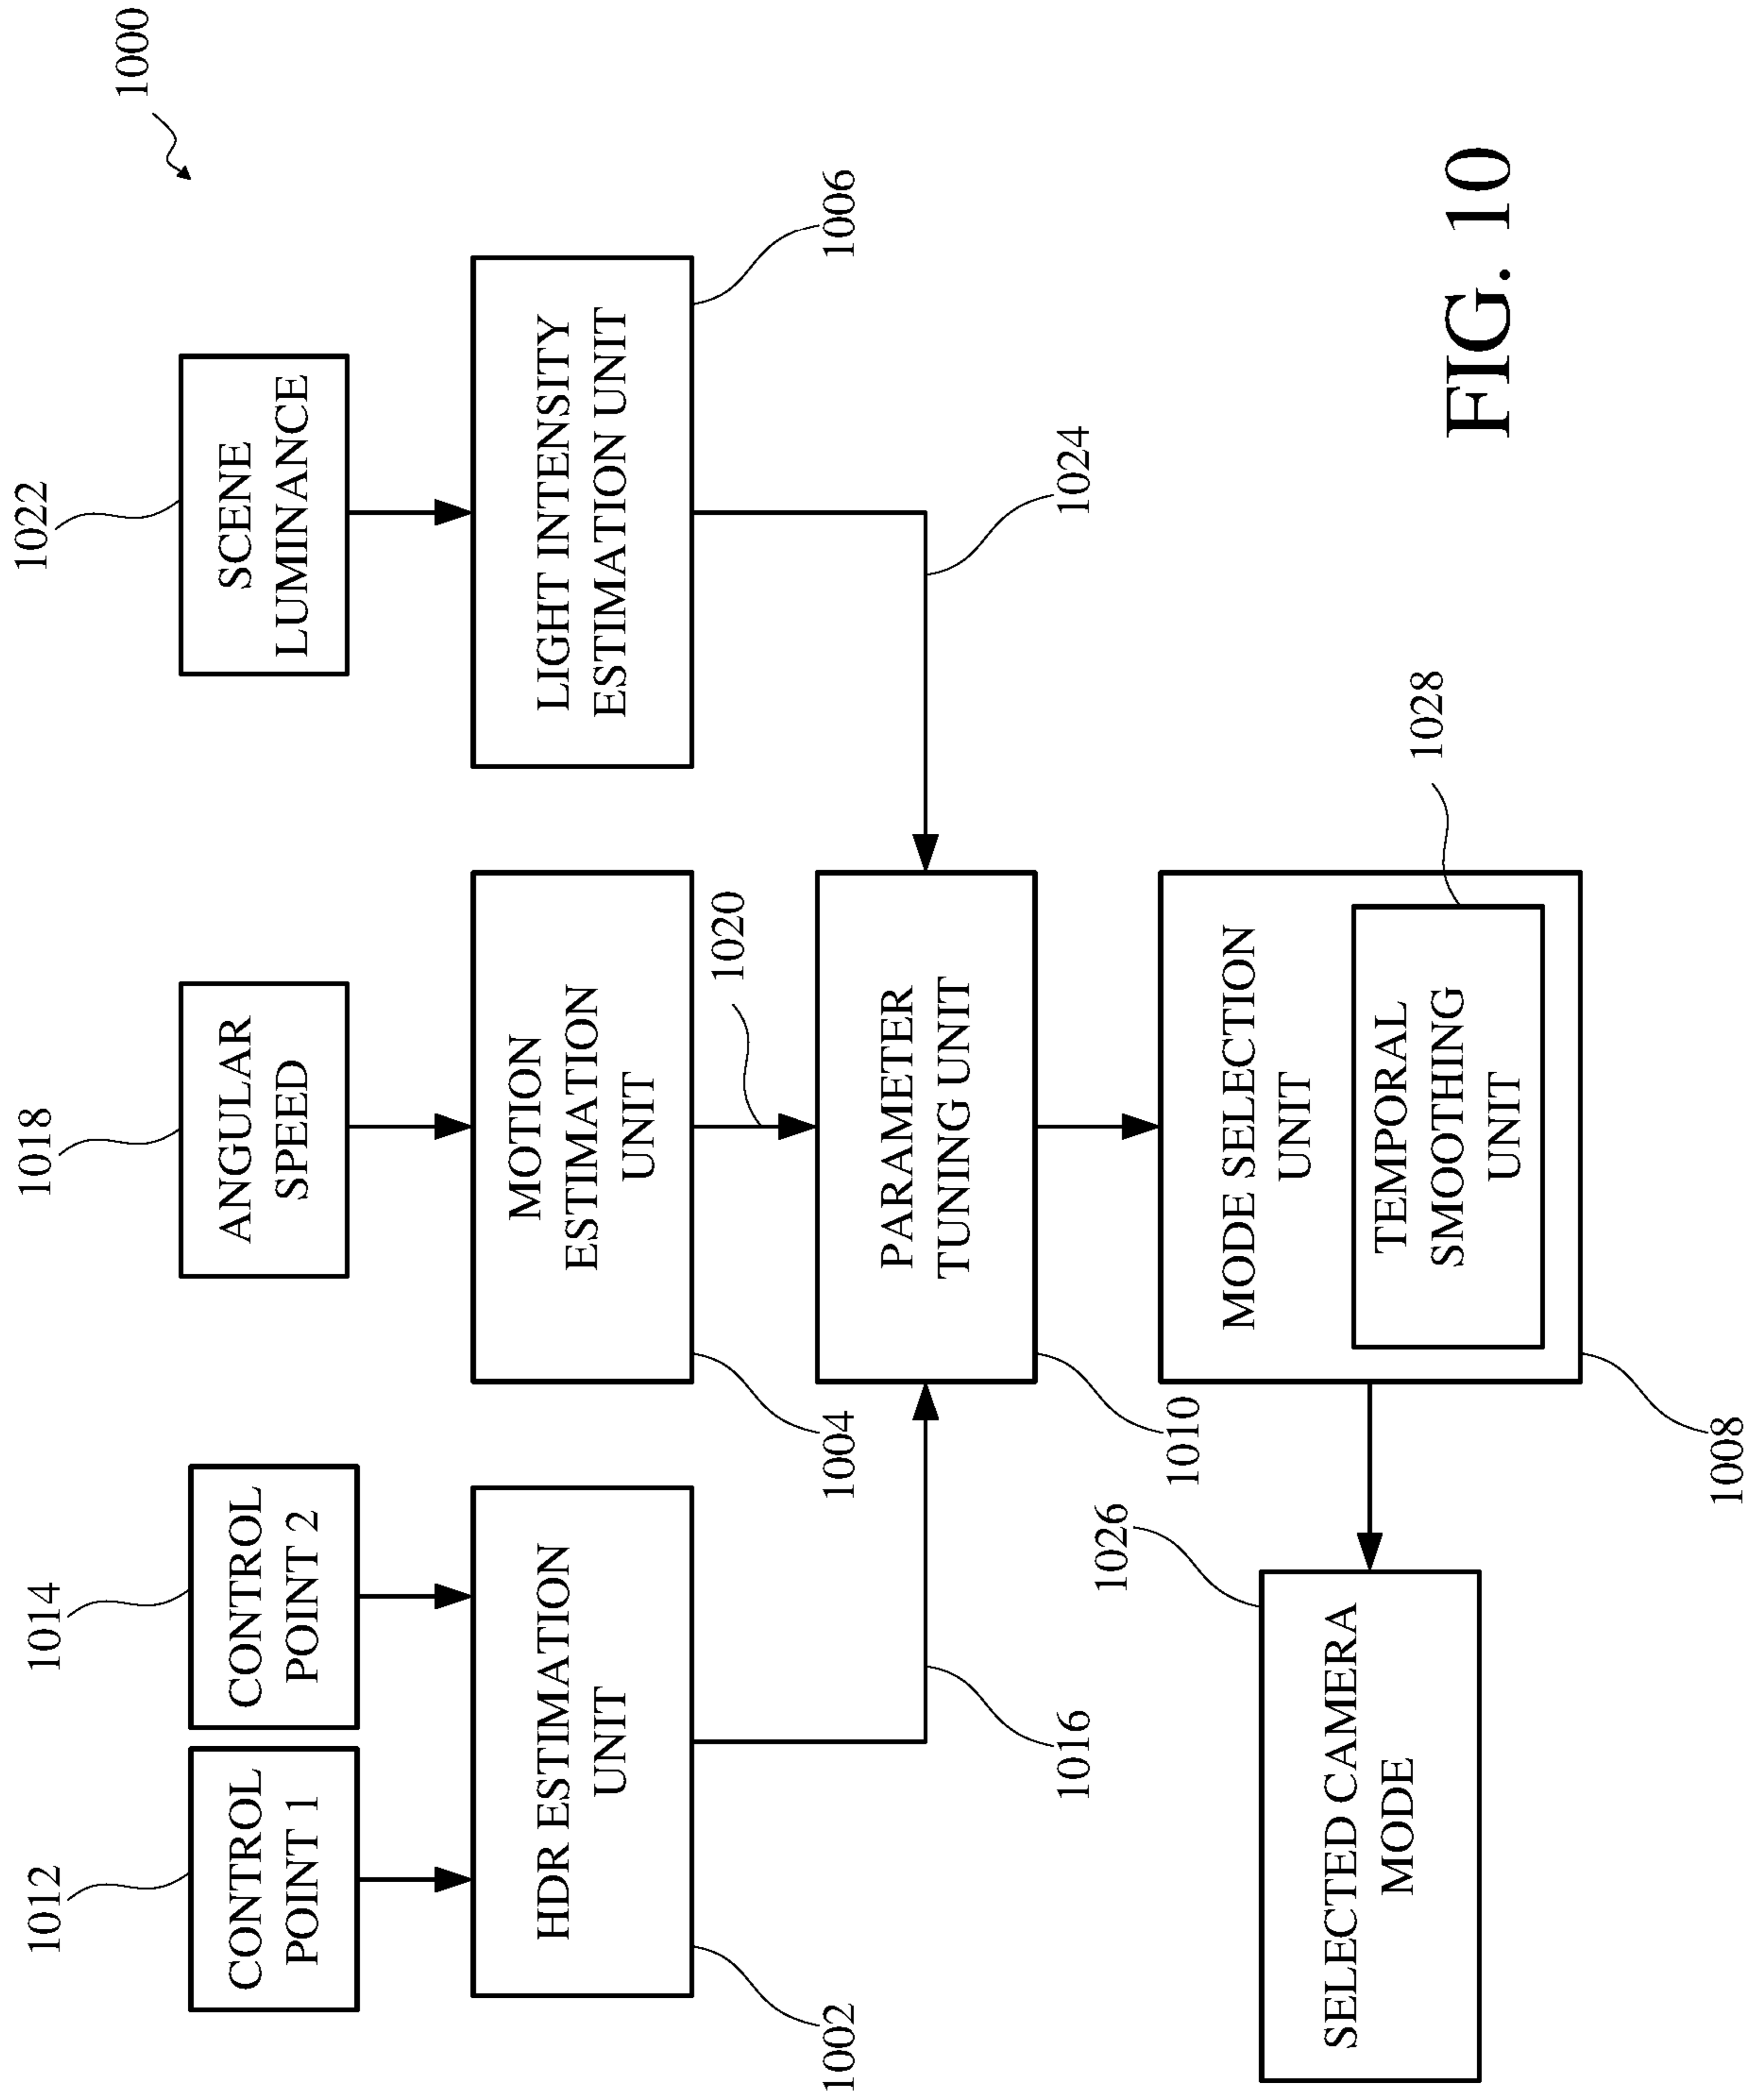 1000
1012
1014
1018
1022
CONTROL
POINT 1
CONTROL
POINT 2
ANGULAR
SPEED
SCENE
LUMINANCE
HDR ESTIMATION
UNIT
MOTION
ESTIMATION
UNIT
LIGHT INTENSITY
ESTIMATION UNIT
1002
1004
1006
1020
PARAMETER
TUNING UNIT
1016
1024
1010
1026
MODE SELECTION
UNIT
TEMPORAL
SMOOTHING
UNIT
1028
SELECTED CAMERA
MODE
1008
FIG. 10